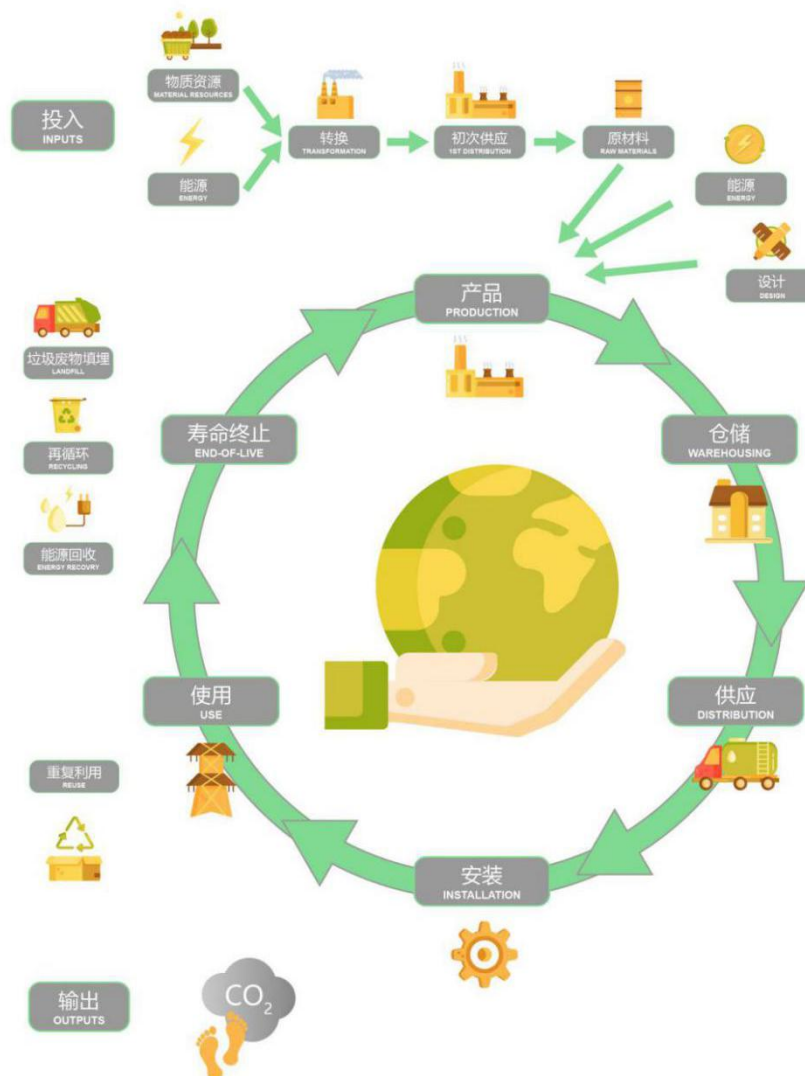 物质资源
MATERIAL RESOURCES
投入
INPUTS
转换
TRANSFORMATION
初次供应
1ST DISTRIBUTION
原材料
RAW MATERIALS
能源
ENERGY
能源
ENERGY
设计
DESIGN
产品
PRODUCTION
垃圾废物填埋
LANDFILL
寿命终止
END-OF-LIVE
仓储
WAREHOUSING
再循环
RECYCLING
能源回收
ENERGY RECOVRY
使用
USE
供应
DISTRIBUTION
重复利用
REUSE
安装
INSTALLATION
输出
OUTPUTS
CO2